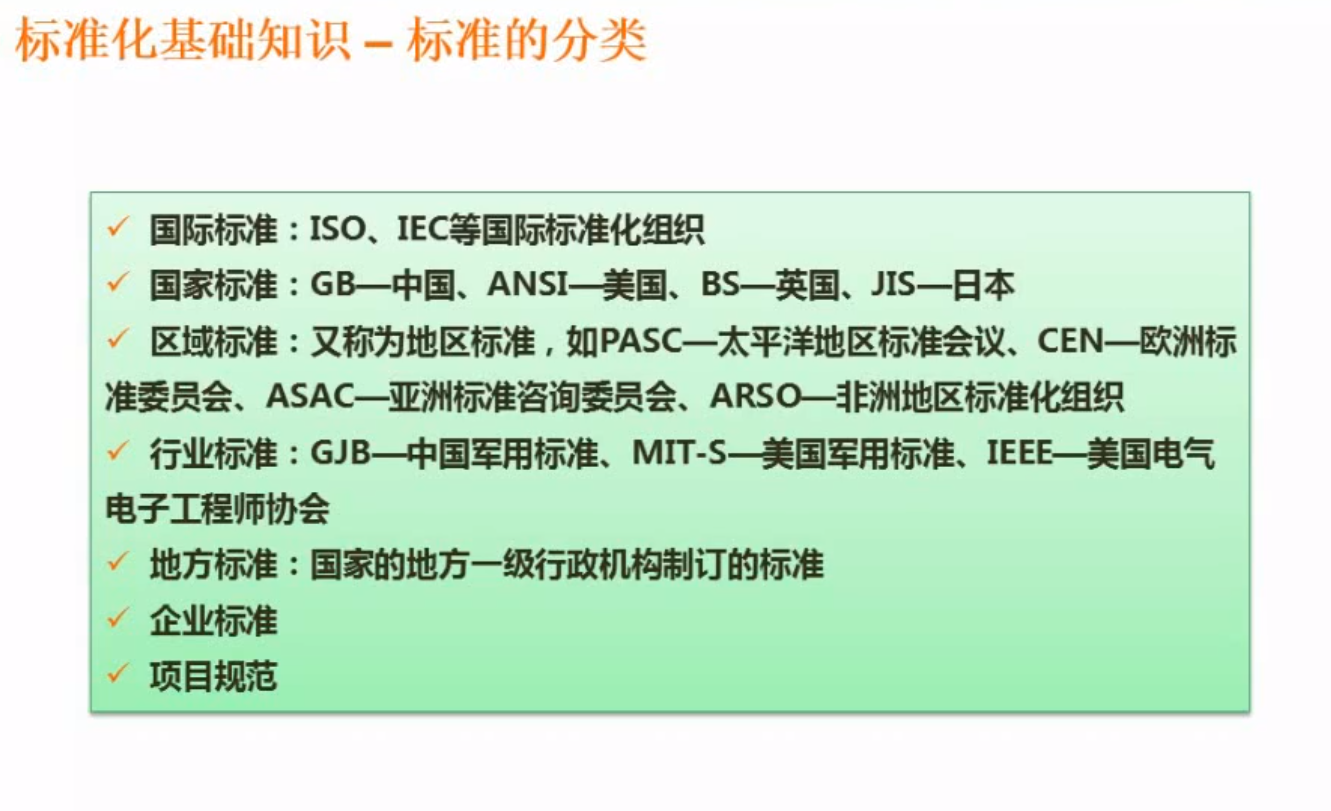 标准化基础知识 – 标准的分类
✓ 国际标准：ISO、IEC等国际标准化组织
✓ 国家标准：GB—中国、ANSI—美国、BS—英国、JIS—日本
✓ 区域标准：又称为地区标准，如PASC—太平洋地区标准会议、CEN—欧洲标
准委员会、ASAC—亚洲标准咨询委员会、ARSO—非洲地区标准化组织
✓ 行业标准：GJB—中国军用标准、MIT-S—美国军用标准、IEEE—美国电气
电子工程师协会
✓ 地方标准：国家的地方一级行政机构制订的标准
✓ 企业标准
✓ 项目规范